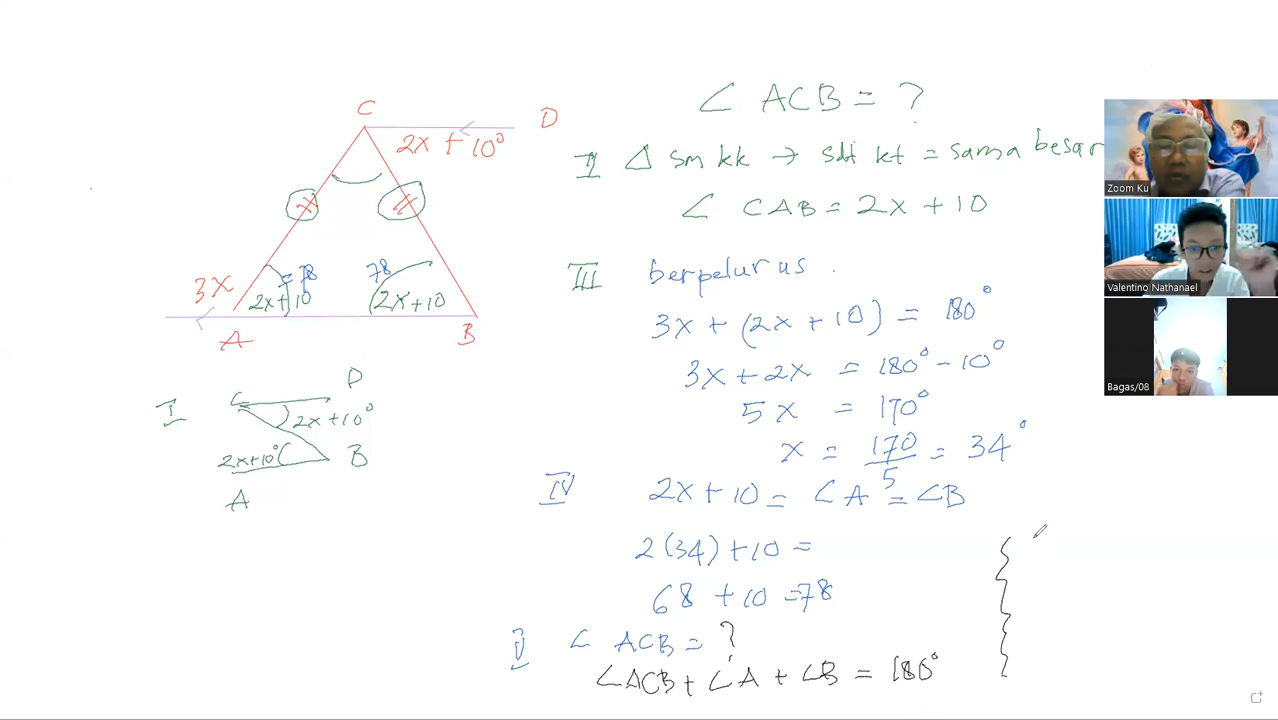 C
D
2x + 10°
x
x
3x
= 78
78
2x+10
(2x+10
A
B
I
C
D
2x+10°
2x+10°
B
A
∠ ACB = ?
II △ sm kk → sdt kt = sama besar
∠ CAB = 2x + 10
III berpelurus .
3x + (2x + 10) = 180°
3x + 2x = 180° - 10°
5x = 170°
x = 170/5 = 34°
IV 2x + 10 = ∠A = ∠B
2(34) + 10 =
68 + 10 = 78
V ∠ ACB = ?
∠ACB + ∠A + ∠B = 180°
Zoom Ku
Valentino Nathanael
Bagas/08